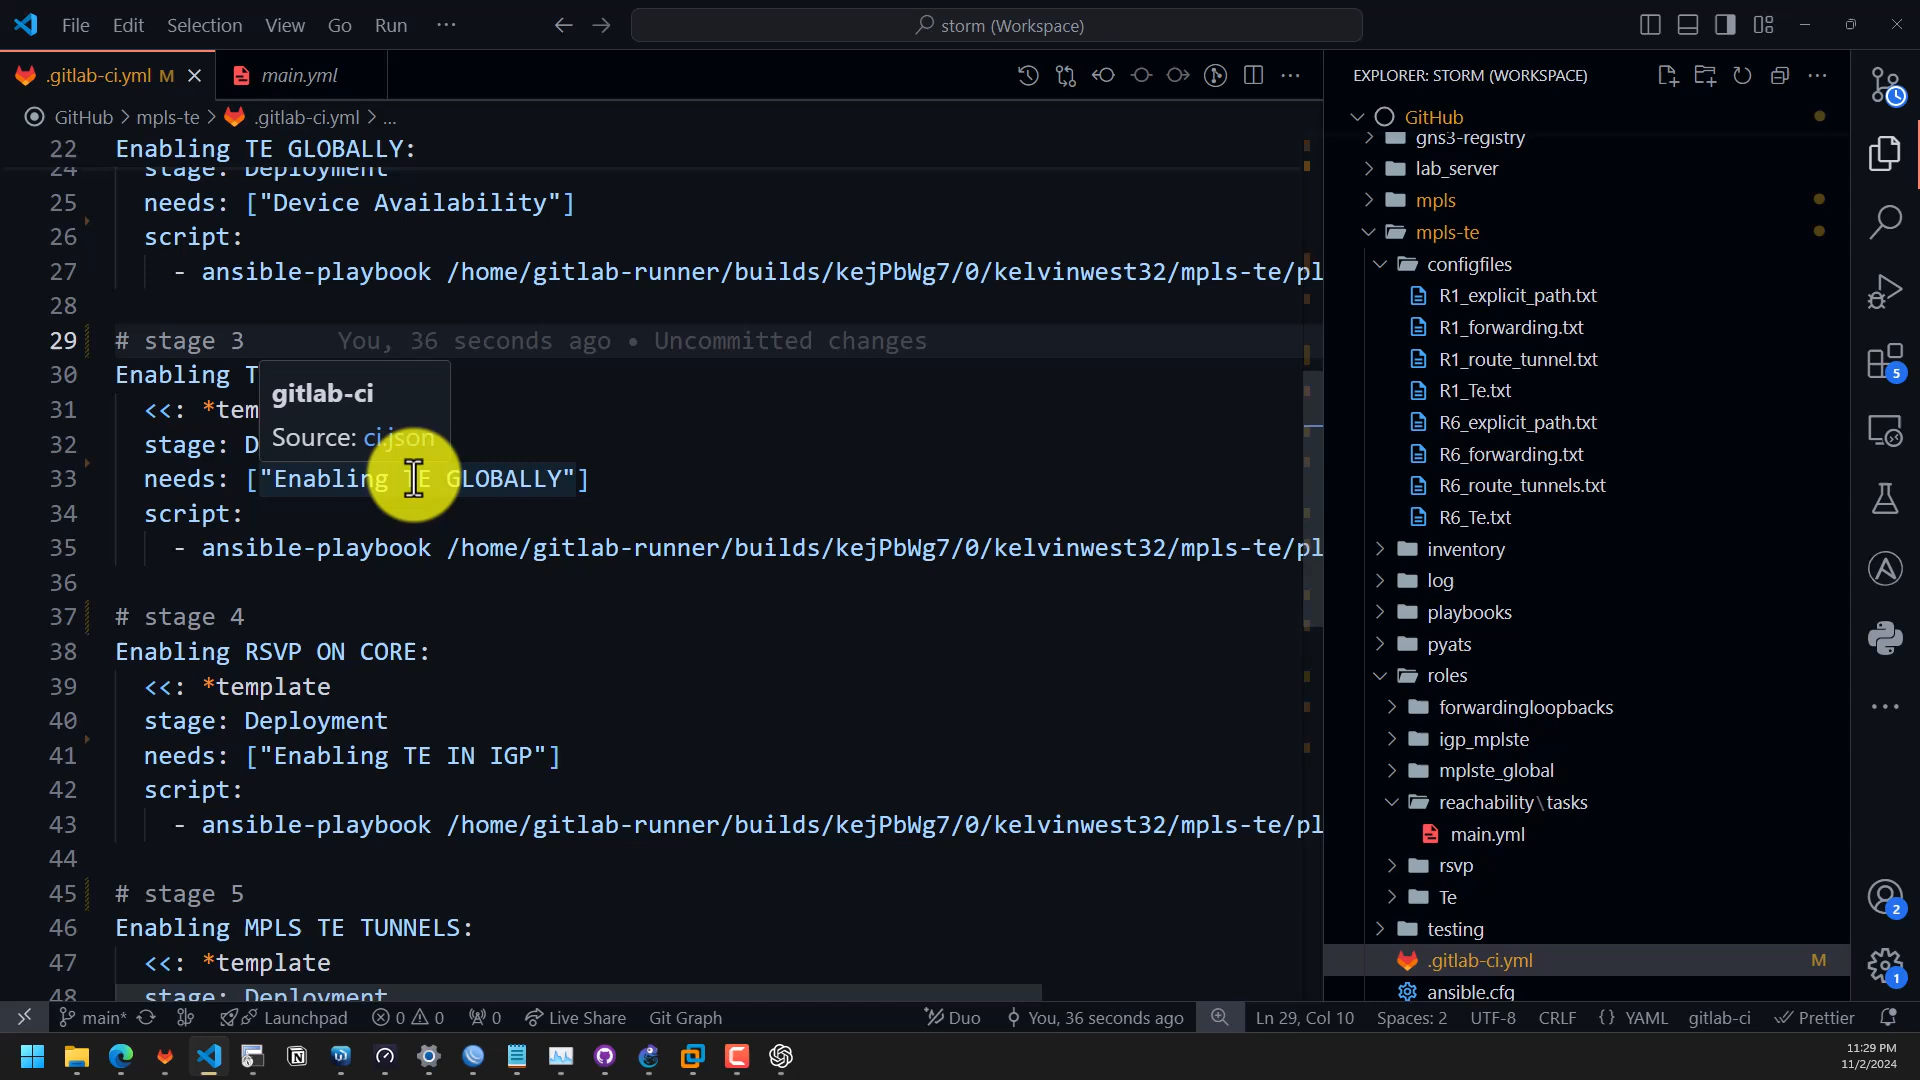 File Edit Selection View Go Run ···
storm (Workspace)
.gitlab-ci.yml M
main.yml
EXPLORER: STORM (WORKSPACE)
GitHub > mpls-te > .gitlab-ci.yml > ...
22 Enabling TE GLOBALLY:
24 stage: Deployment
25 needs: ["Device Availability"]
26 script:
27 - ansible-playbook /home/gitlab-runner/builds/kejPbWg7/0/kelvinwest32/mpls-te/pl
28
29 # stage 3 You, 36 seconds ago • Uncommitted changes
30 Enabling T
31 <<: *tem
32 stage: D
33 needs: ["Enabling TE GLOBALLY"]
34 script:
35 - ansible-playbook /home/gitlab-runner/builds/kejPbWg7/0/kelvinwest32/mpls-te/pl
36
37 # stage 4
38 Enabling RSVP ON CORE:
39 <<: *template
40 stage: Deployment
41 needs: ["Enabling TE IN IGP"]
42 script:
43 - ansible-playbook /home/gitlab-runner/builds/kejPbWg7/0/kelvinwest32/mpls-te/pl
44
45 # stage 5
46 Enabling MPLS TE TUNNELS:
47 <<: *template
48 stage: Deployment
gitlab-ci
Source: ci.json
GitHub
gns3-registry
lab_server
mpls
mpls-te
configfiles
R1_explicit_path.txt
R1_forwarding.txt
R1_route_tunnel.txt
R1_Te.txt
R6_explicit_path.txt
R6_forwarding.txt
R6_route_tunnels.txt
R6_Te.txt
inventory
log
playbooks
pyats
roles
forwardingloopbacks
igp_mplste
mplste_global
reachability\tasks
main.yml
rsvp
Te
testing
.gitlab-ci.yml M
ansible.cfg
5
2
1
main* Launchpad 0 0 0 Live Share Git Graph Duo You, 36 seconds ago Ln 29, Col 10 Spaces: 2 UTF-8 CRLF {} YAML gitlab-ci Prettier
11:29 PM
11/2/2024